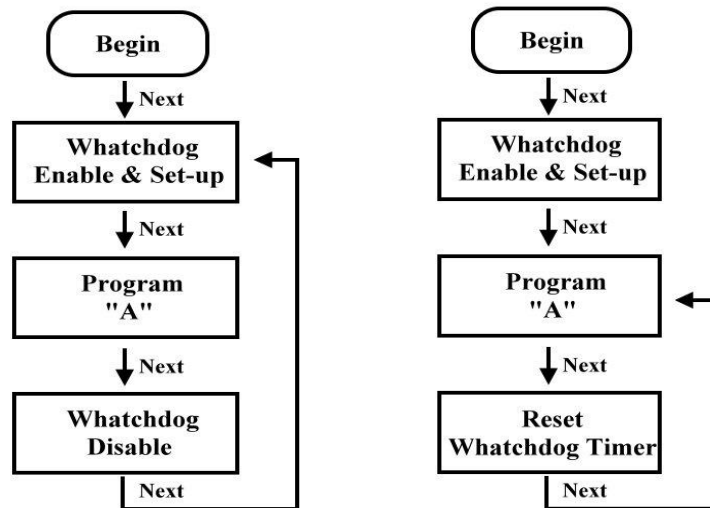 Begin
Next
Whatchdog
Enable & Set-up
Next
Program
"A"
Next
Whatchdog
Disable
Next
Begin
Next
Whatchdog
Enable & Set-up
Next
Program
"A"
Next
Reset
Whatchdog Timer
Next